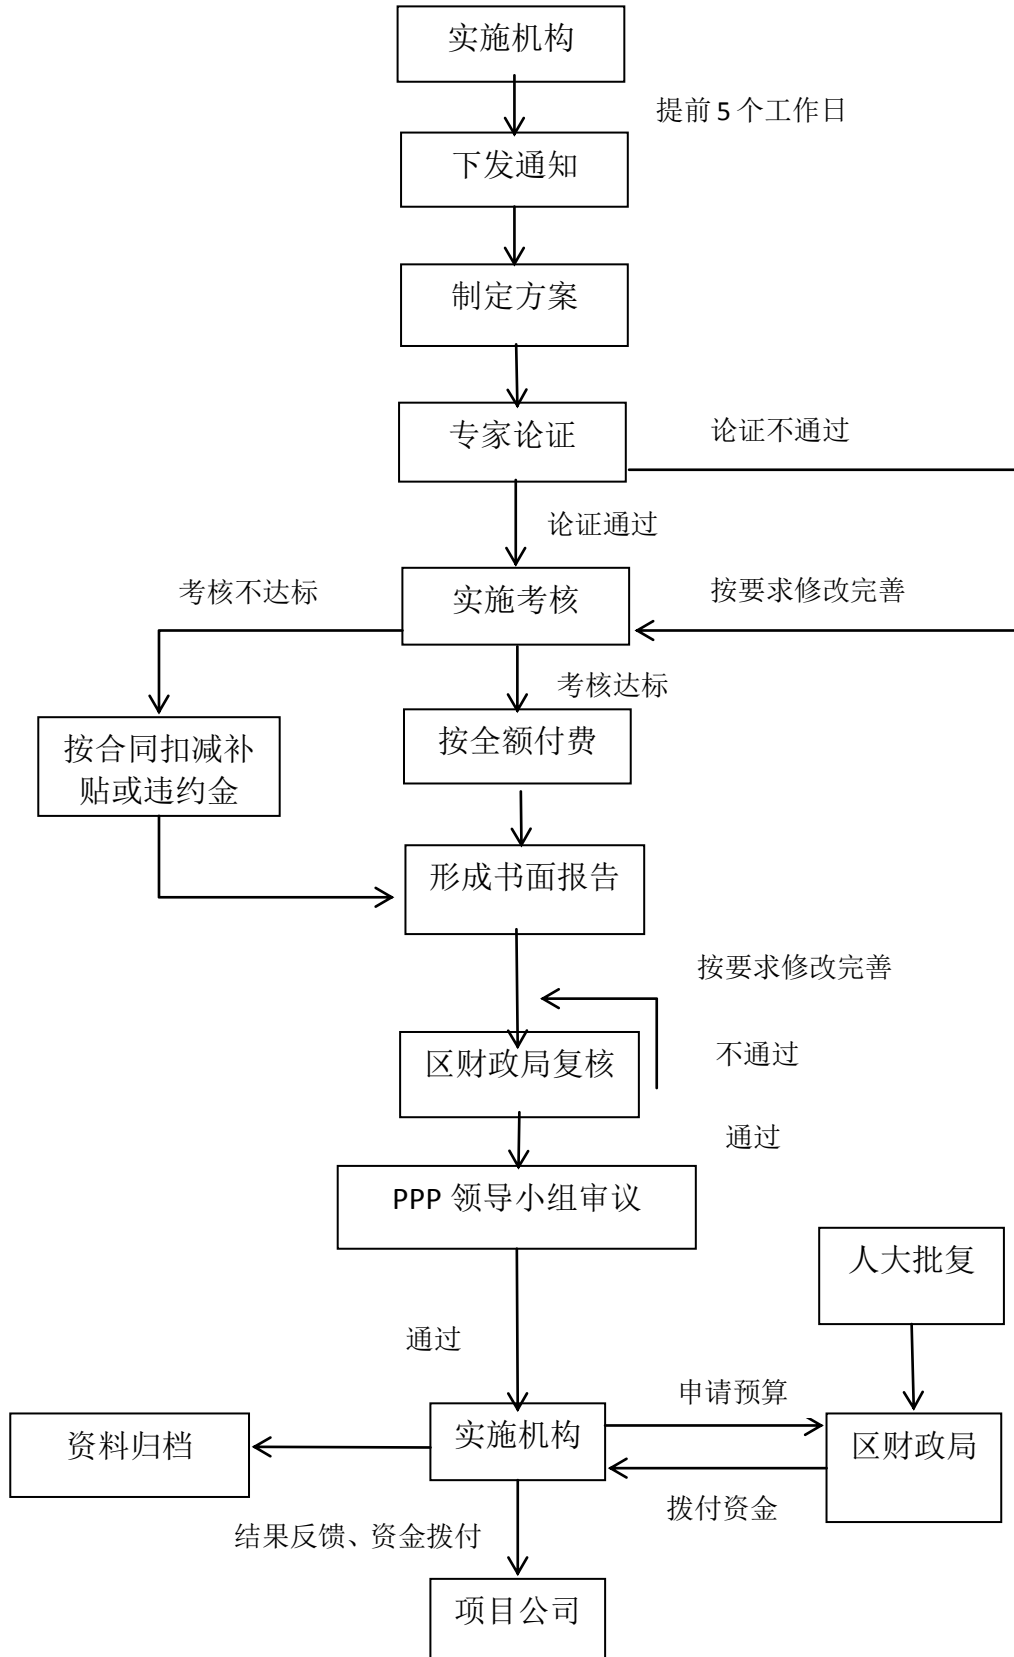 实施机构
提前 5 个工作日
下发通知
制定方案
专家论证
论证不通过
论证通过
考核不达标
实施考核
按要求修改完善
考核达标
按合同扣减补
贴或违约金
按全额付费
形成书面报告
按要求修改完善
区财政局复核
不通过
通过
PPP 领导小组审议
人大批复
通过
申请预算
资料归档
实施机构
区财政局
拨付资金
结果反馈、资金拨付
项目公司